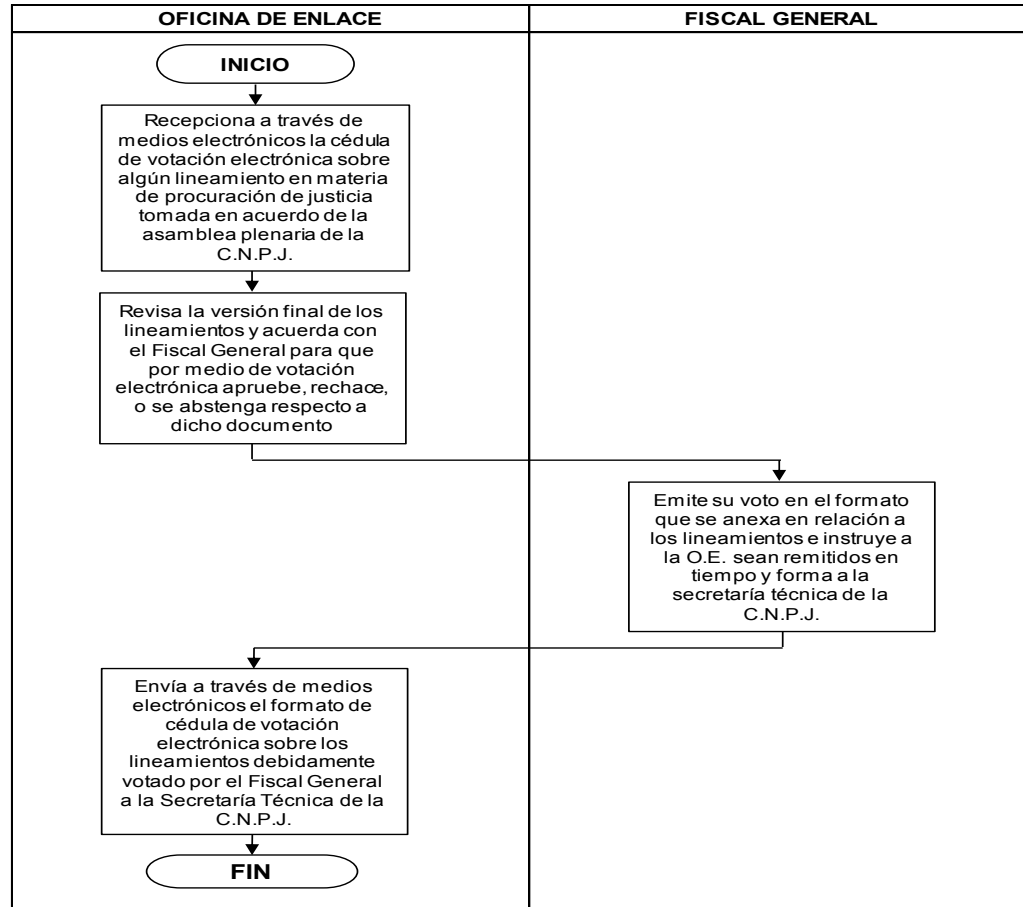 OFICINA DE ENLACE
FISCAL GENERAL
INICIO
Recepciona a través de
medios electrónicos la cédula
de votación electrónica sobre
algún lineamiento en materia
de procuración de justicia
tomada en acuerdo de la
asamblea plenaria de la
C.N.P.J.
Revisa la versión final de los
lineamientos y acuerda con
el Fiscal General para que
por medio de votación
electrónica apruebe, rechace,
o se abstenga respecto a
dicho documento
Emite su voto en el formato
que se anexa en relación a
los lineamientos e instruye a
la O.E. sean remitidos en
tiempo y forma a la
secretaría técnica de la
C.N.P.J.
Envía a través de medios
electrónicos el formato de
cédula de votación
electrónica sobre los
lineamientos debidamente
votado por el Fiscal General
a la Secretaría Técnica de la
C.N.P.J.
FIN